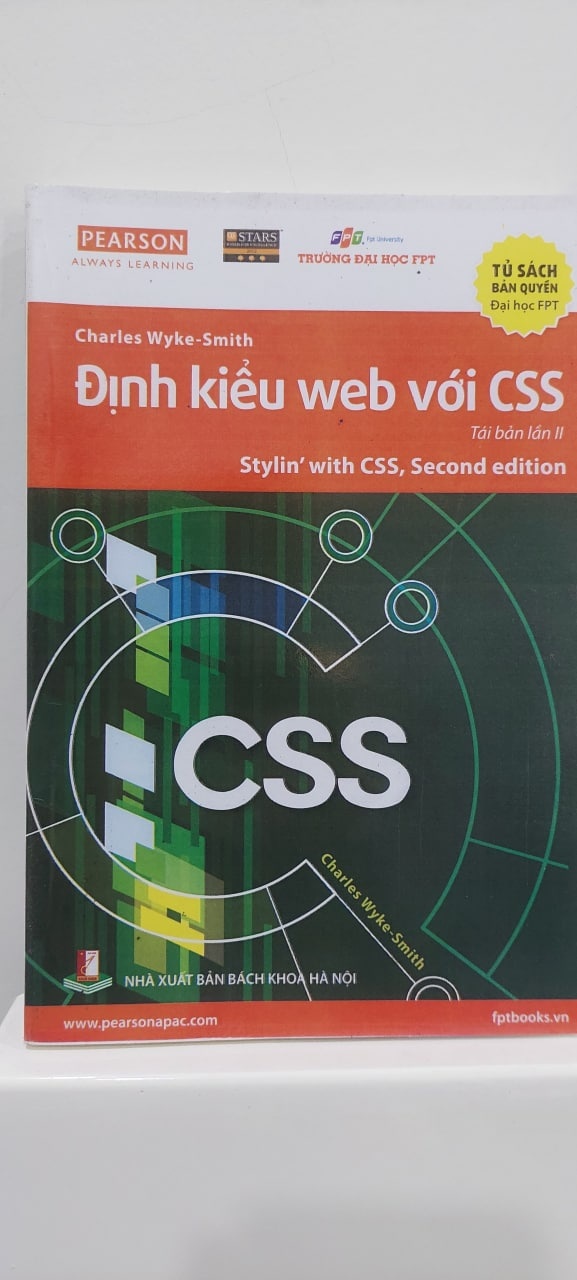 PEARSON
ALWAYS LEARNING
STARS
FPT Fpt University
TRƯỜNG ĐẠI HỌC FPT
TỦ SÁCH
BẢN QUYỀN
Đại học FPT
Charles Wyke-Smith
Định kiểu web với CSS
Tái bản lần II
Stylin' with CSS, Second edition
CSS
Charles Wyke-Smith
NHÀ XUẤT BẢN BÁCH KHOA HÀ NỘI
www.pearsonapac.com
fptbooks.vn